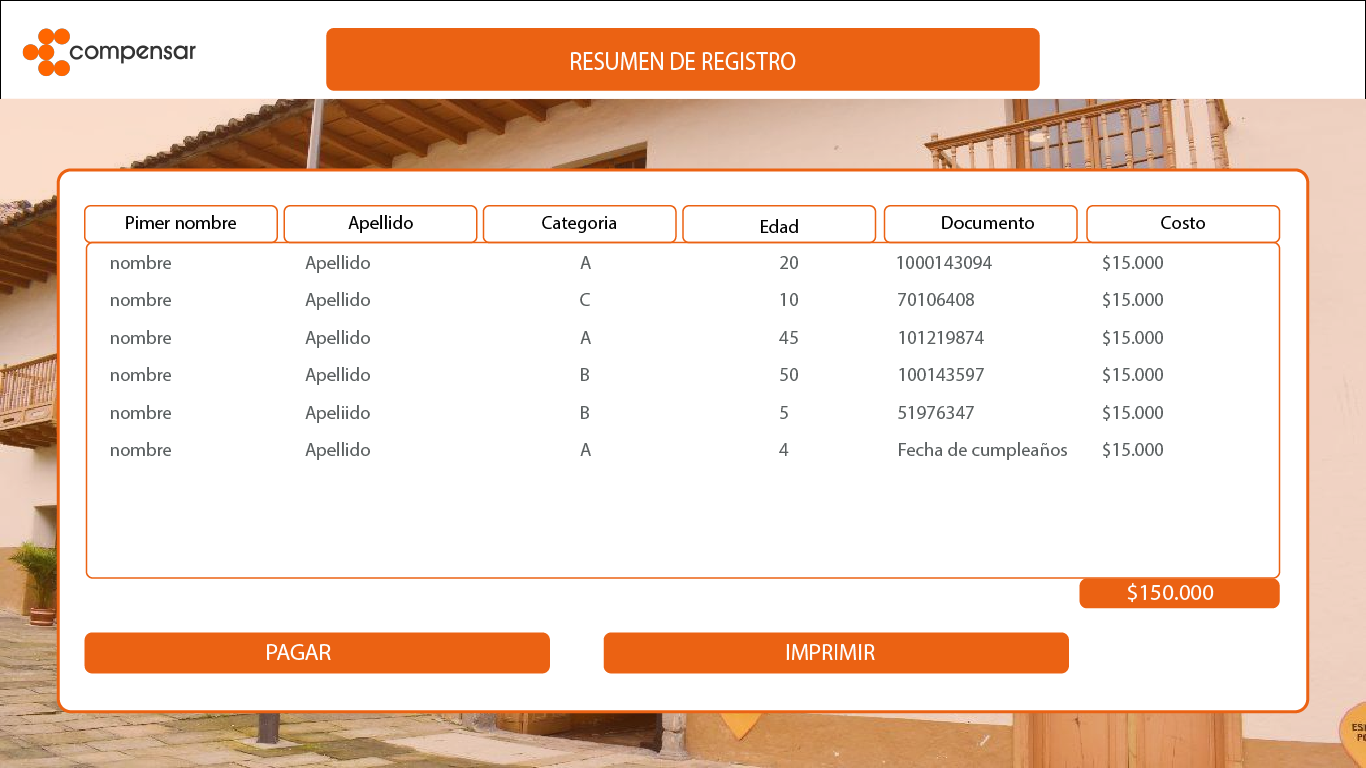 compensar
RESUMEN DE REGISTRO
Pimer nombre Apellido Categoria Edad Documento Costo
nombre Apellido A 20 1000143094 $15.000
nombre Apellido C 10 70106408 $15.000
nombre Apellido A 45 101219874 $15.000
nombre Apellido B 50 100143597 $15.000
nombre Apeliido B 5 51976347 $15.000
nombre Apellido A 4 Fecha de cumpleaños $15.000
$150.000
PAGAR IMPRIMIR